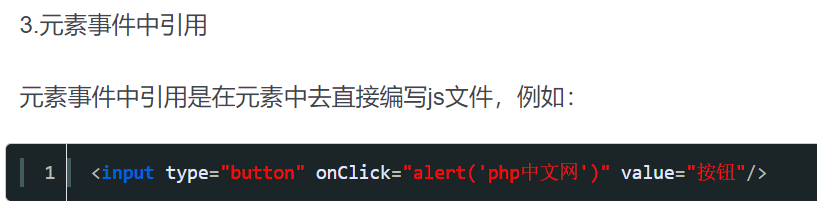 3.元素事件中引用
元素事件中引用是在元素中去直接编写js文件，例如：
1 <input type="button" onClick="alert('php中文网')" value="按钮"/>